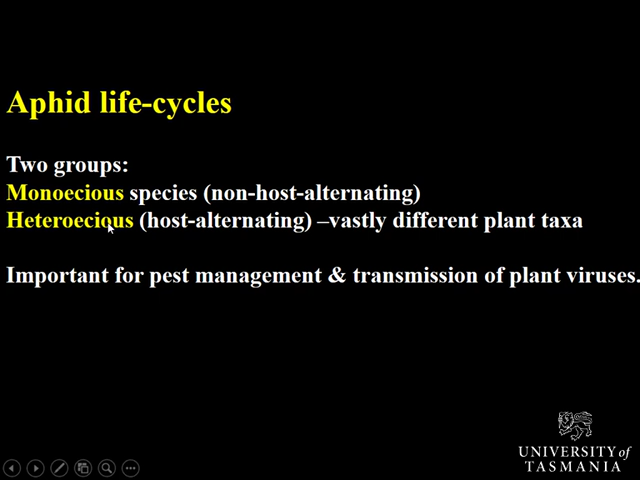 Aphid life-cycles
Two groups:
Monoecious species (non-host-alternating)
Heteroecious (host-alternating) –vastly different plant taxa
Important for pest management & transmission of plant viruses.
UNIVERSITY of
TASMANIA